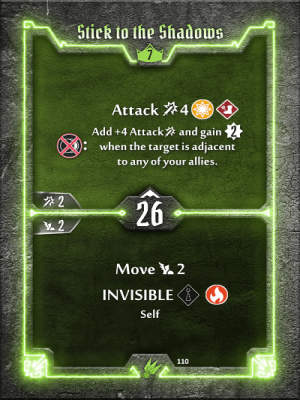 Stick to the Shadows
7
Attack 4
Add +4 Attack and gain 2
: when the target is adjacent
to any of your allies.
2
26
2
Move 2
INVISIBLE
Self
110